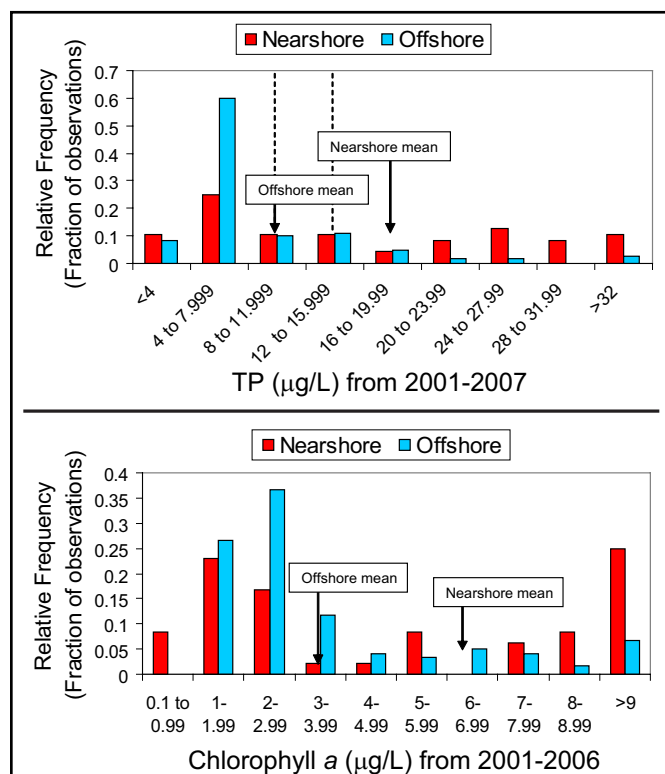 Nearshore Offshore
Relative Frequency
(Fraction of observations)
0.7
0.6
0.5
0.4
0.3
0.2
0.1
0
Nearshore mean
Offshore mean
<4
4 to 7.999
8 to 11.999
12 to 15.999
16 to 19.99
20 to 23.99
24 to 27.99
28 to 31.99
>32
TP (µg/L) from 2001-2007
Nearshore Offshore
Relative Frequency
(Fraction of observations)
0.4
0.35
0.3
0.25
0.2
0.15
0.1
0.05
0
Offshore mean
Nearshore mean
0.1 to 1- 2- 3- 4- 5- 6- 7- 8- >9
0.99 1.99 2.99 3.99 4.99 5.99 6.99 7.99 8.99
Chlorophyll a (µg/L) from 2001-2006